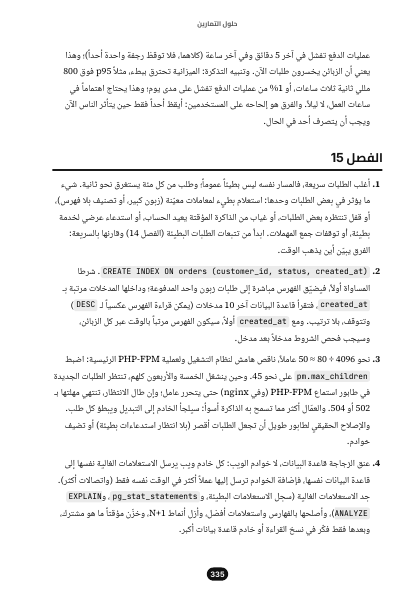 حلول التمارين
عمليات الدفع تفشل في آخر 5 دقائق وفي آخر ساعة (كلاهما، فلا توقظ رجفة واحدة أحداً)؛ وهذا
يعني أن الزبائن يخسرون طلبات الآن. وتنبيه التذكرة: الميزانية تحترق ببطء، مثلاً p95 فوق 800
مللي ثانية ثلاث ساعات، أو 1% من عمليات الدفع تفشل على مدى يوم؛ وهذا يحتاج اهتماماً في
ساعات العمل، لا ليلاً. والفرق هو إلحاحه على المستخدمين: أيقظ أحداً فقط حين يتأثر الناس الآن
ويجب أن يتصرف أحد في الحال.
الفصل 15
1. أغلب الطلبات سريعة، فالمسار نفسه ليس بطيئاً عموماً؛ وطلب من كل مئة يستغرق نحو ثانية. شيء
ما يؤثر في بعض الطلبات وحدها: استعلام بطيء لمعاملات معيّنة (زبون كبير، أو تصنيف بلا فهرس)،
أو قفل تنتظره بعض الطلبات، أو غياب من الذاكرة المؤقتة يعيد الحساب، أو استدعاء عرضي لخدمة
بطيئة، أو توقفات جمع المهملات. ابدأ من تتبعات الطلبات البطيئة (الفصل 14) وقارنها بالسريعة:
الفرق يبيّن أين يذهب الوقت.
2. CREATE INDEX ON orders (customer_id, status, created_at) . شرطا
المساواة أولاً، فيضيّق الفهرس مباشرة إلى طلبات زبون واحد المدفوعة؛ وداخلها المدخلات مرتبة بـ
created_at ، فتقرأ قاعدة البيانات آخر 10 مدخلات (يمكن قراءة الفهرس عكسياً لـ DESC )
وتتوقف، بلا ترتيب. ومع created_at أولاً، سيكون الفهرس مرتباً بالوقت عبر كل الزبائن،
وسيجب فحص الشروط مدخلاً بعد مدخل.
3. نحو 4096 ÷ 80 ≈ 50 عاملاً، ناقص هامش لنظام التشغيل ولعملية PHP-FPM الرئيسية: اضبط
pm.max_children على نحو 45. وحين ينشغل الخمسة والأربعون كلهم، تنتظر الطلبات الجديدة
في طابور استماع PHP-FPM (وفي nginx) حتى يتحرر عامل؛ وإن طال الانتظار، تنتهي مهلتها بـ
502 أو 504. والعمّال أكثر مما تسمح به الذاكرة أسوأ: سيلجأ الخادم إلى التبديل ويبطؤ كل طلب.
والإصلاح الحقيقي لطابور طويل أن تجعل الطلبات أقصر (بلا انتظار استدعاءات بطيئة) أو تضيف
خوادم.
4. عنق الزجاجة قاعدة البيانات، لا خوادم الويب: كل خادم ويب يرسل الاستعلامات الغالية نفسها إلى
قاعدة البيانات نفسها، فإضافة الخوادم ترسل إليها عملاً أكثر في الوقت نفسه فقط (واتصالات أكثر).
جد الاستعلامات الغالية (سجل الاستعلامات البطيئة، و pg_stat_statements ، وEXPLAIN
ANALYZE)، وأصلحها بالفهارس واستعلامات أفضل، وأزل أنماط N+1، وخزّن مؤقتاً ما هو مشترك،
وبعدها فقط فكّر في نسخ القراءة أو خادم قاعدة بيانات أكبر.
335